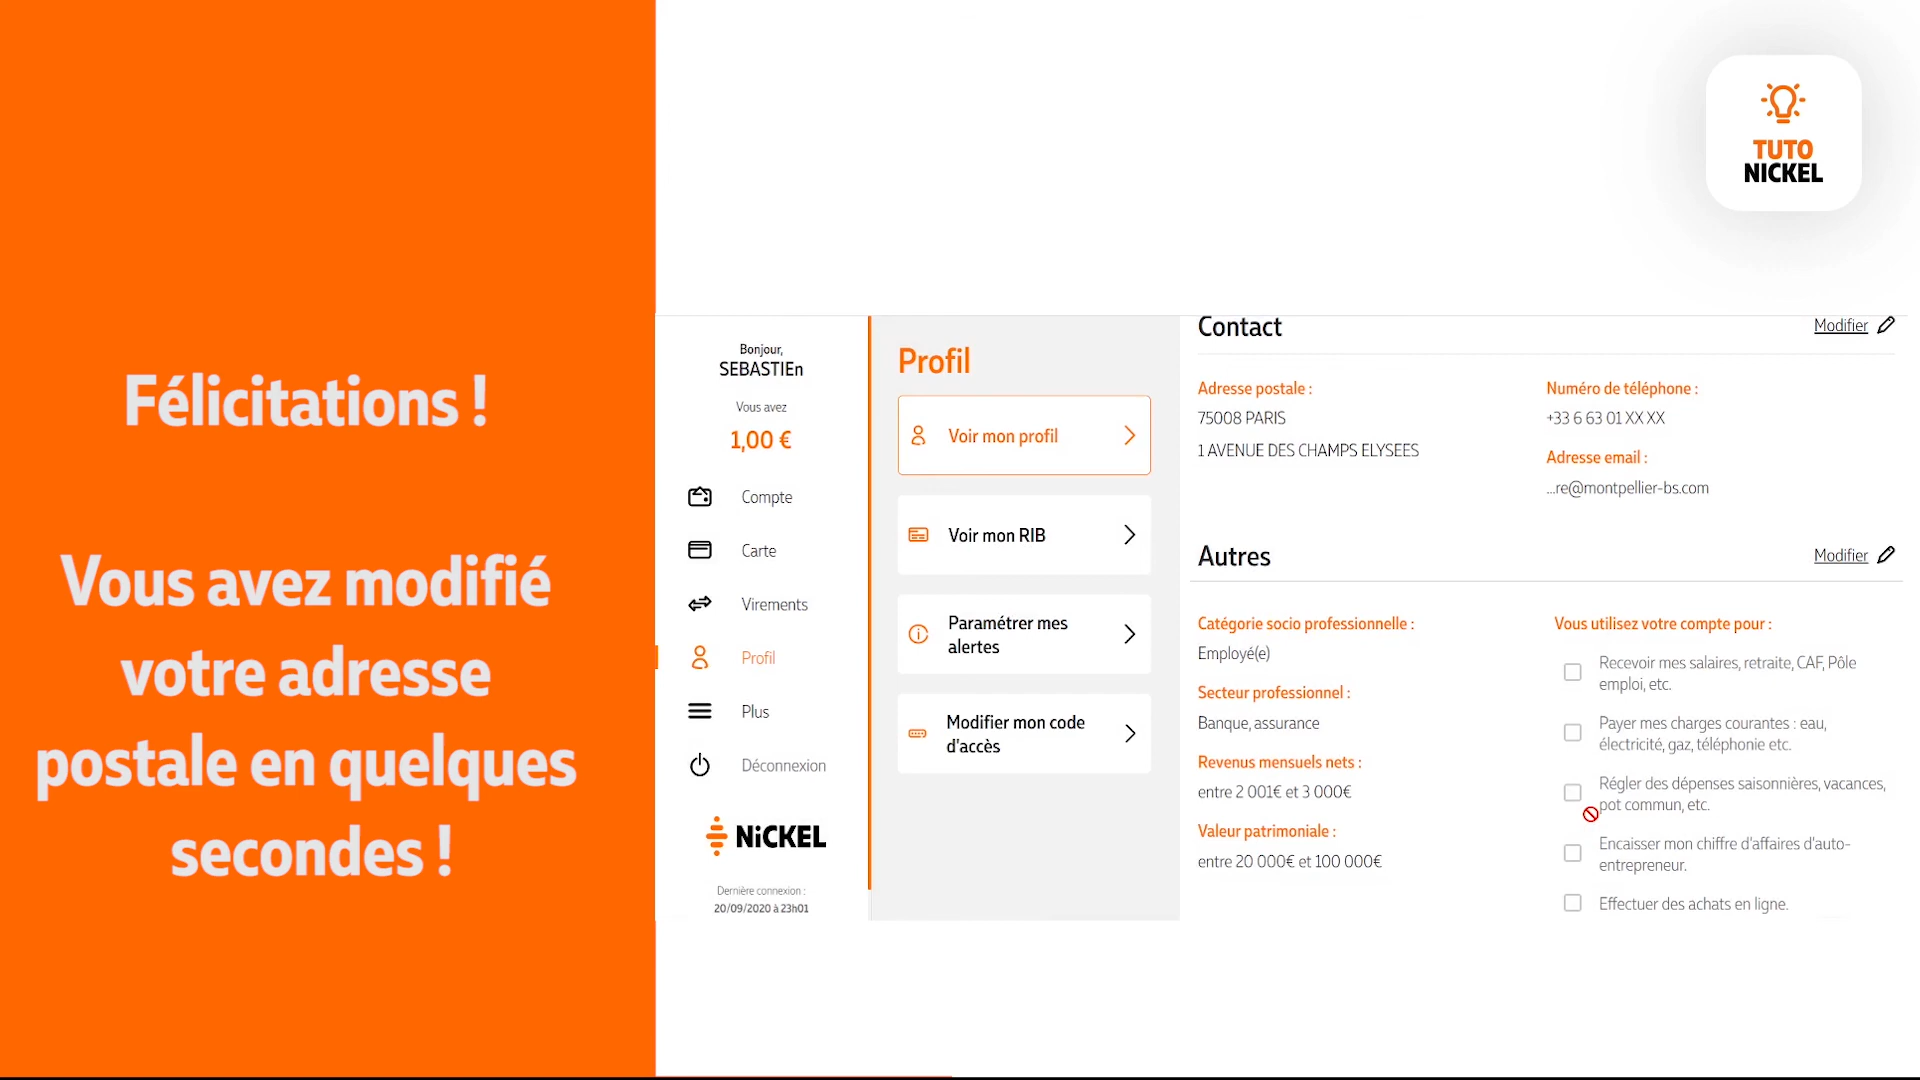 Félicitations !
Vous avez modifié
votre adresse
postale en quelques
secondes !
TUTO
NICKEL
Bonjour,
SEBASTIEn
Vous avez
1,00 €
Compte
Carte
Virements
Profil
Plus
Déconnexion
NiCKEL
Dernière connexion :
20/09/2020 à 23h01
Profil
Voir mon profil
Voir mon RIB
Paramétrer mes
alertes
Modifier mon code
d'accès
Contact
Modifier
Adresse postale :
75008 PARIS
1 AVENUE DES CHAMPS ELYSEES
Numéro de téléphone :
+33 6 63 01 XX XX
Adresse email :
...re@montpellier-bs.com
Autres
Modifier
Catégorie socio professionnelle :
Employé(e)
Secteur professionnel :
Banque, assurance
Revenus mensuels nets :
entre 2 001€ et 3 000€
Valeur patrimoniale :
entre 20 000€ et 100 000€
Vous utilisez votre compte pour :
Recevoir mes salaires, retraite, CAF, Pôle
emploi, etc.
Payer mes charges courantes : eau,
électricité, gaz, téléphonie etc.
Régler des dépenses saisonnières, vacances,
pot commun, etc.
Encaisser mon chiffre d'affaires d'auto-
entrepreneur.
Effectuer des achats en ligne.